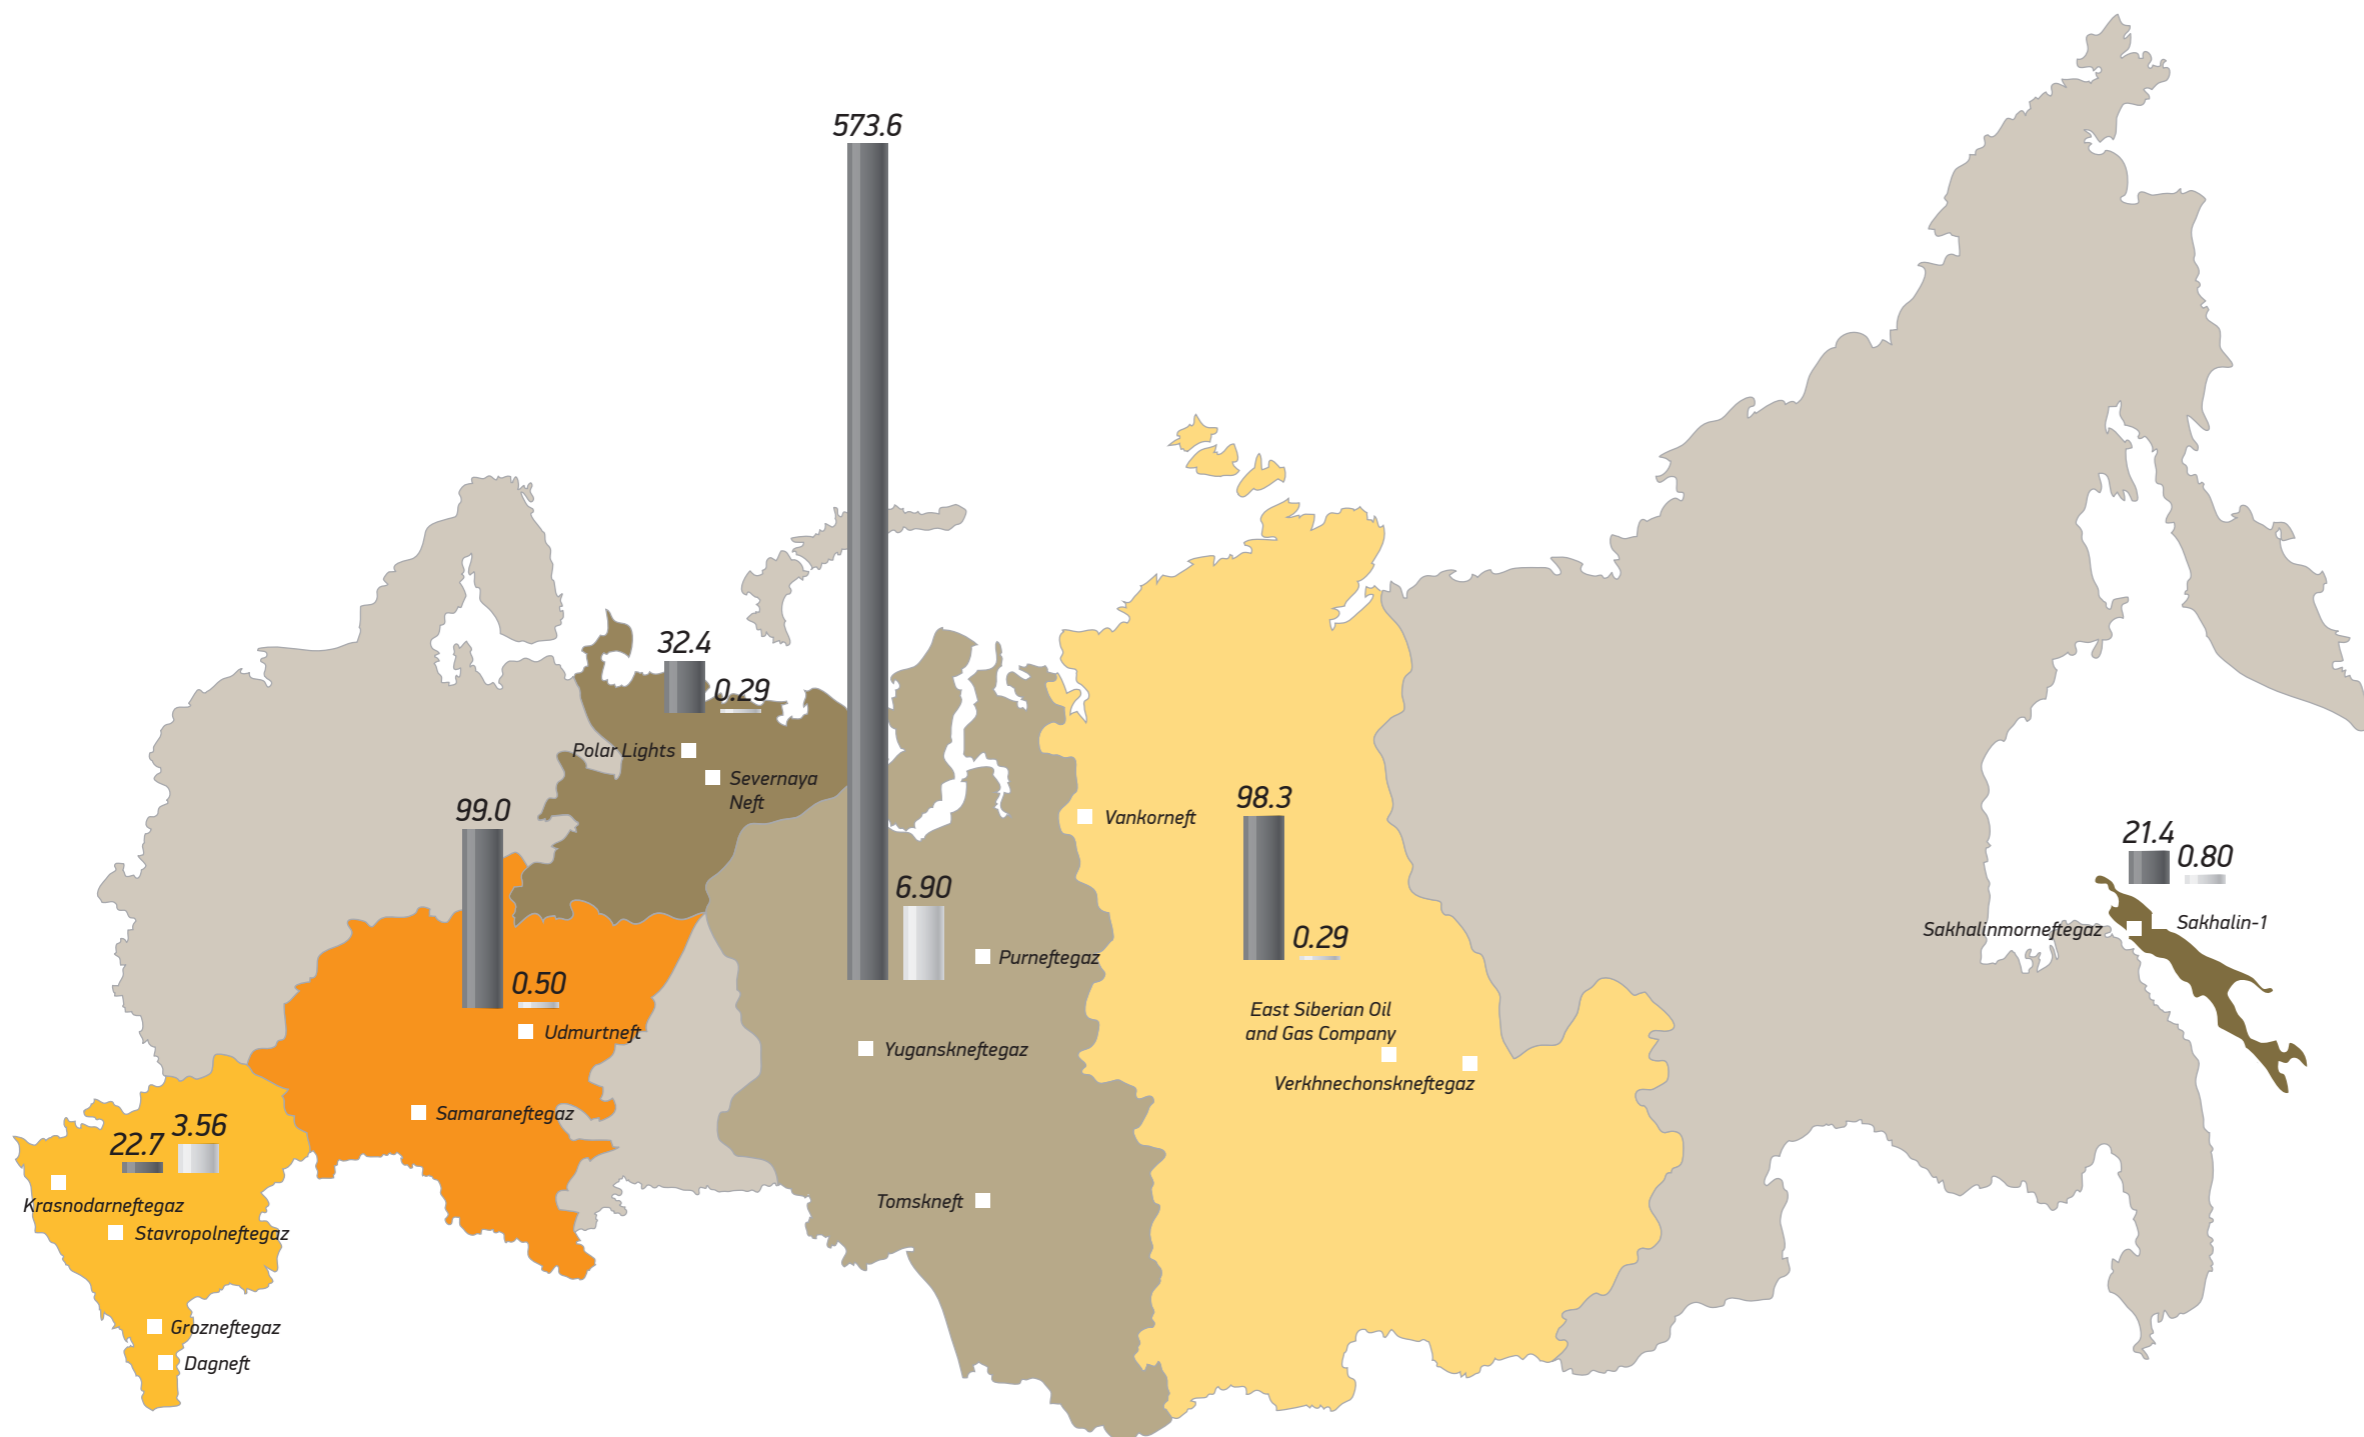 573.6
32.4
0.29
Polar Lights
Severnaya
Neft
99.0
98.3
Vankorneft
21.4
0.80
6.90
Sakhalinmorneftegaz
Sakhalin-1
0.29
Purneftegaz
0.50
East Siberian Oil
and Gas Company
Udmurtneft
Yuganskneftegaz
Verkhnechonskneftegaz
Samaraneftegaz
22.7
3.56
Krasnodarneftegaz
Tomskneft
Stavropolneftegaz
Grozneftegaz
Dagneft